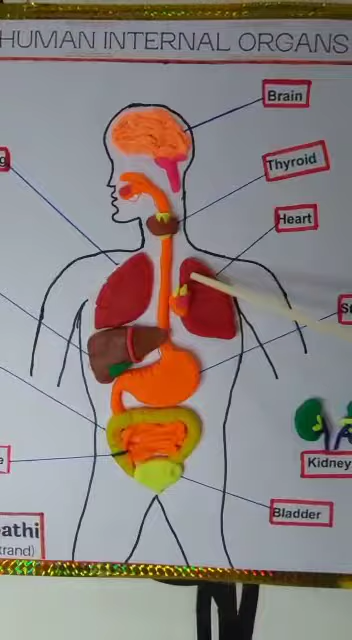 HUMAN INTERNAL ORGANS
Brain
Thyroid
Heart
Kidney
Bladder